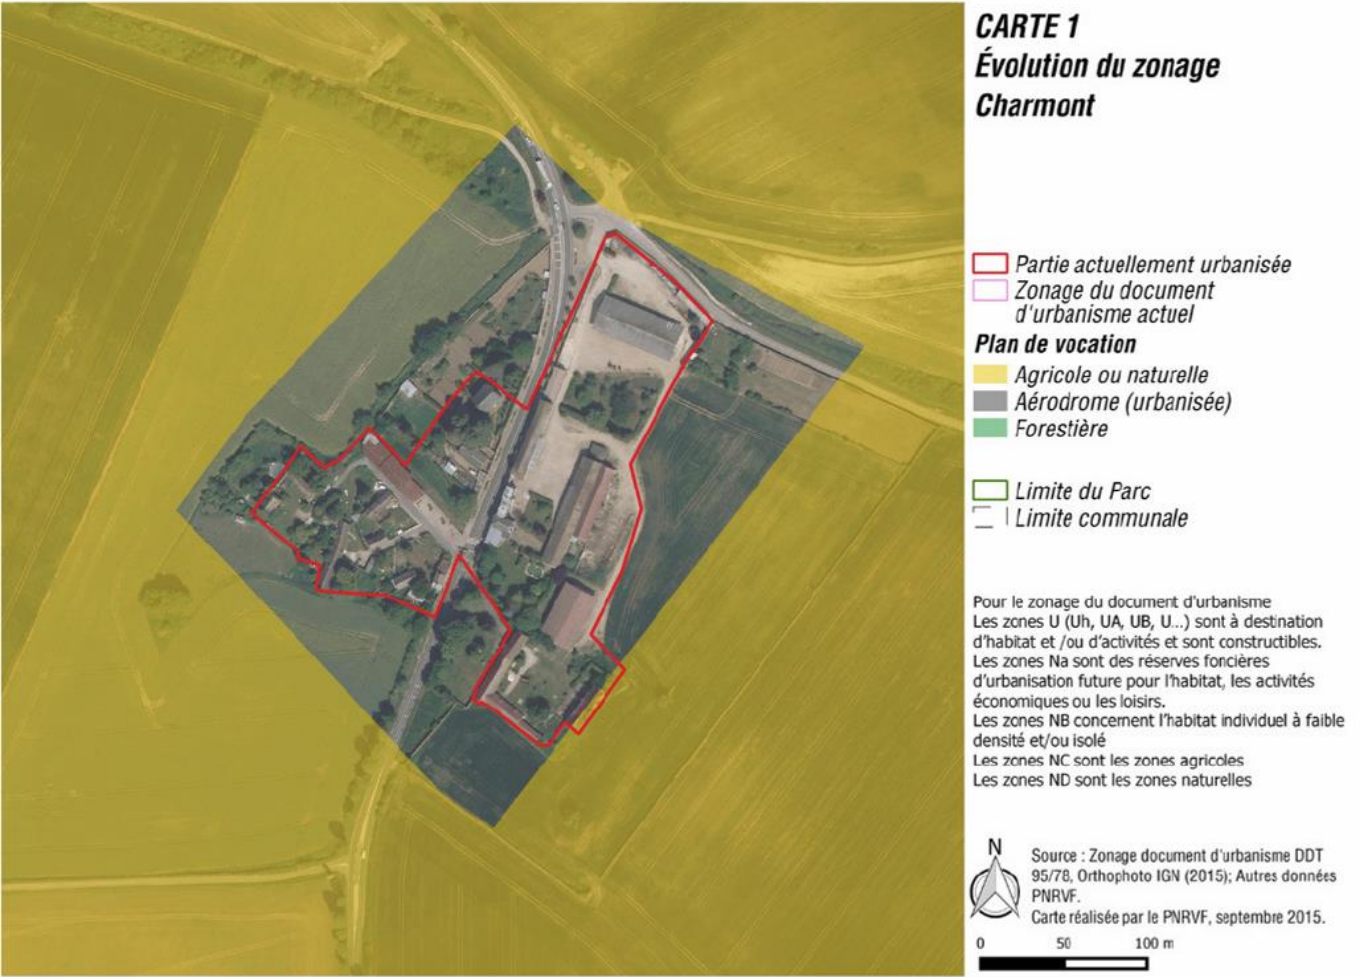 CARTE 1
Évolution du zonage
Charmont
Partie actuellement urbanisée
Zonage du document
d'urbanisme actuel
Plan de vocation
Agricole ou naturelle
Aérodrome (urbanisée)
Forestière
Limite du Parc
Limite communale
Pour le zonage du document d'urbanisme
Les zones U (Uh, UA, UB, U...) sont à destination
d'habitat et /ou d'activités et sont constructibles.
Les zones Na sont des réserves foncières
d'urbanisation future pour l'habitat, les activités
économiques ou les loisirs.
Les zones NB concernent l'habitat individuel à faible
densité et/ou isolé
Les zones NC sont les zones agricoles
Les zones ND sont les zones naturelles
N
Source : Zonage document d'urbanisme DDT
95/78, Orthophoto IGN (2015); Autres données
PNRVF.
Carte réalisée par le PNRVF, septembre 2015.
0 50 100 m